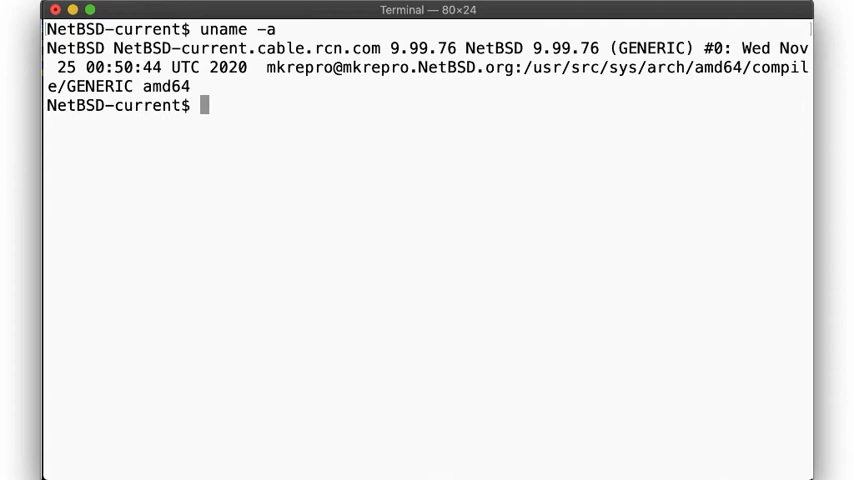 Terminal — 80×24
NetBSD-current$ uname -a
NetBSD NetBSD-current.cable.rcn.com 9.99.76 NetBSD 9.99.76 (GENERIC) #0: Wed Nov
 25 00:50:44 UTC 2020  mkrepro@mkrepro.NetBSD.org:/usr/src/sys/arch/amd64/compil
e/GENERIC amd64
NetBSD-current$